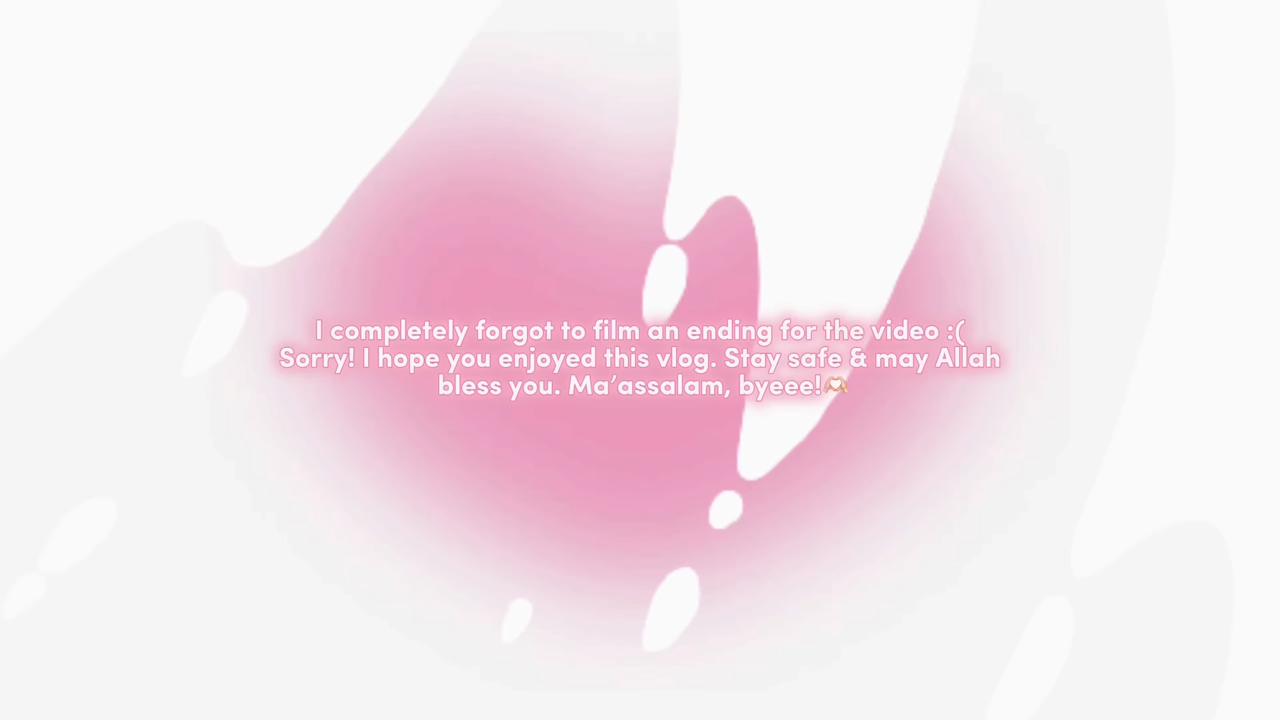 I completely forgot to film an ending for the video :(
Sorry! I hope you enjoyed this vlog. Stay safe & may Allah
bless you. Ma’assalam, byeee!🫶🏻